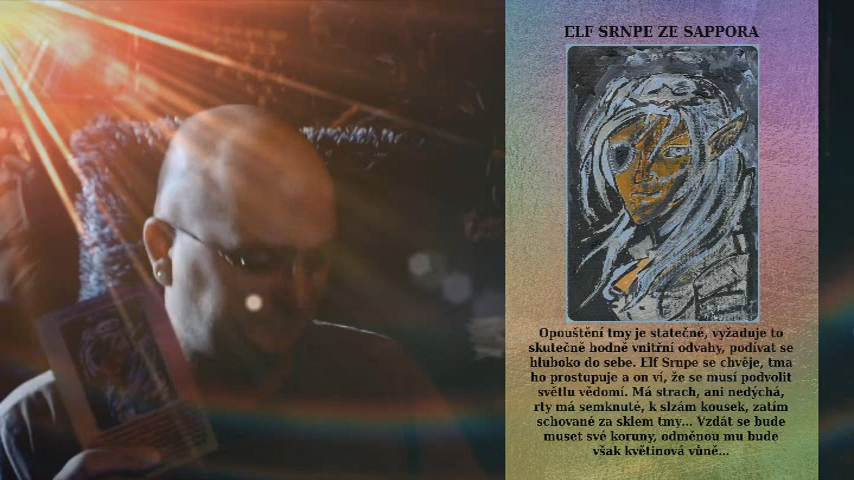 ELF SRNPE ZE SAPPORA
Opouštění tmy je statečné, vyžaduje to
skutečně hodně vnitřní odvahy, podívat se
hluboko do sebe. Elf Srnpe se chvěje, tma
ho prostupuje a on ví, že se musí podvolit
světlu vědomí. Má strach, ani nedýchá,
rty má semknuté, k slzám kousek, zatím
schované za sklem tmy... Vzdát se bude
muset své koruny, odměnou mu bude
však květinová vůně...